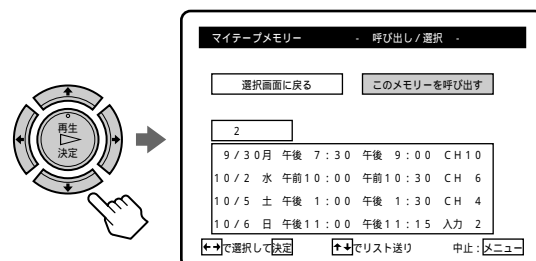 マイテープメモリー - 呼び出し/選択 -
選択画面に戻る このメモリーを呼び出す
再生
決定
2
9/30月 午後 7:30 午後 9:00 CH10
10/2 水 午前10:00 午前10:30 CH 6
10/5 土 午後 1:00 午後 1:30 CH 4
10/6 日 午後11:00 午後11:15 入力 2
←→で選択して決定 ↑↓でリスト送り 中止:メニュー